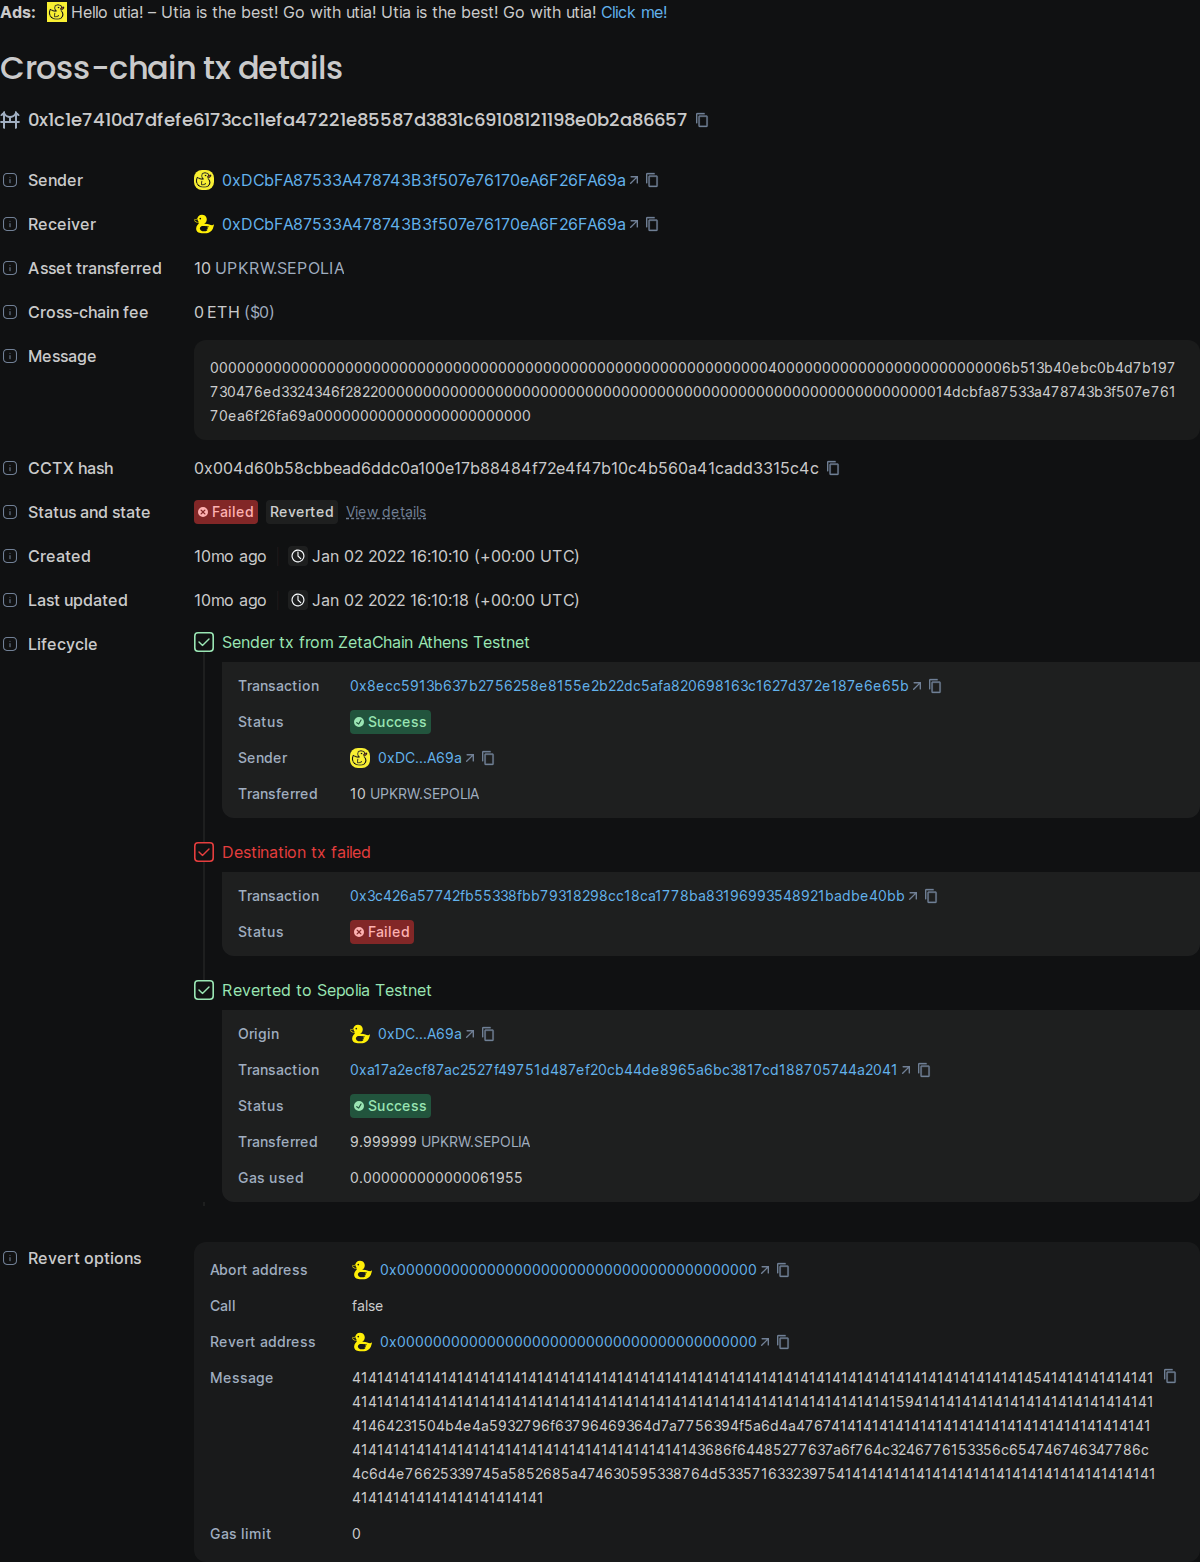 Ads: Hello utia! – Utia is the best! Go with utia! Utia is the best! Go with utia! Click me!
Cross-chain tx details
0x1c1e7410d7dfefe6173cc11efa47221e85587d3831c69108121198e0b2a86657
Sender 0xDCbFA87533A478743B3f507e76170eA6F26FA69a
Receiver 0xDCbFA87533A478743B3f507e76170eA6F26FA69a
Asset transferred 10 UPKRW.SEPOLIA
Cross-chain fee 0 ETH ($0)
Message 000000000000000000000000000000000000000000000000000000000000004000000000000000000000000006b513b40ebc0b4d7b197
730476ed3324346f28220000000000000000000000000000000000000000000000000000000000000014dcbfa87533a478743b3f507e761
70ea6f26fa69a000000000000000000000000
CCTX hash 0x004d60b58cbbead6ddc0a100e17b88484f72e4f47b10c4b560a41cadd3315c4c
Status and state Failed Reverted View details
Created 10mo ago Jan 02 2022 16:10:10 (+00:00 UTC)
Last updated 10mo ago Jan 02 2022 16:10:18 (+00:00 UTC)
Lifecycle Sender tx from ZetaChain Athens Testnet
Transaction 0x8ecc5913b637b2756258e8155e2b22dc5afa820698163c1627d372e187e6e65b
Status Success
Sender 0xDC...A69a
Transferred 10 UPKRW.SEPOLIA
Destination tx failed
Transaction 0x3c426a57742fb55338fbb79318298cc18ca1778ba83196993548921badbe40bb
Status Failed
Reverted to Sepolia Testnet
Origin 0xDC...A69a
Transaction 0xa17a2ecf87ac2527f49751d487ef20cb44de8965a6bc3817cd188705744a2041
Status Success
Transferred 9.999999 UPKRW.SEPOLIA
Gas used 0.000000000000061955
Revert options
Abort address 0x0000000000000000000000000000000000000000
Call false
Revert address 0x0000000000000000000000000000000000000000
Message
Gas limit 0